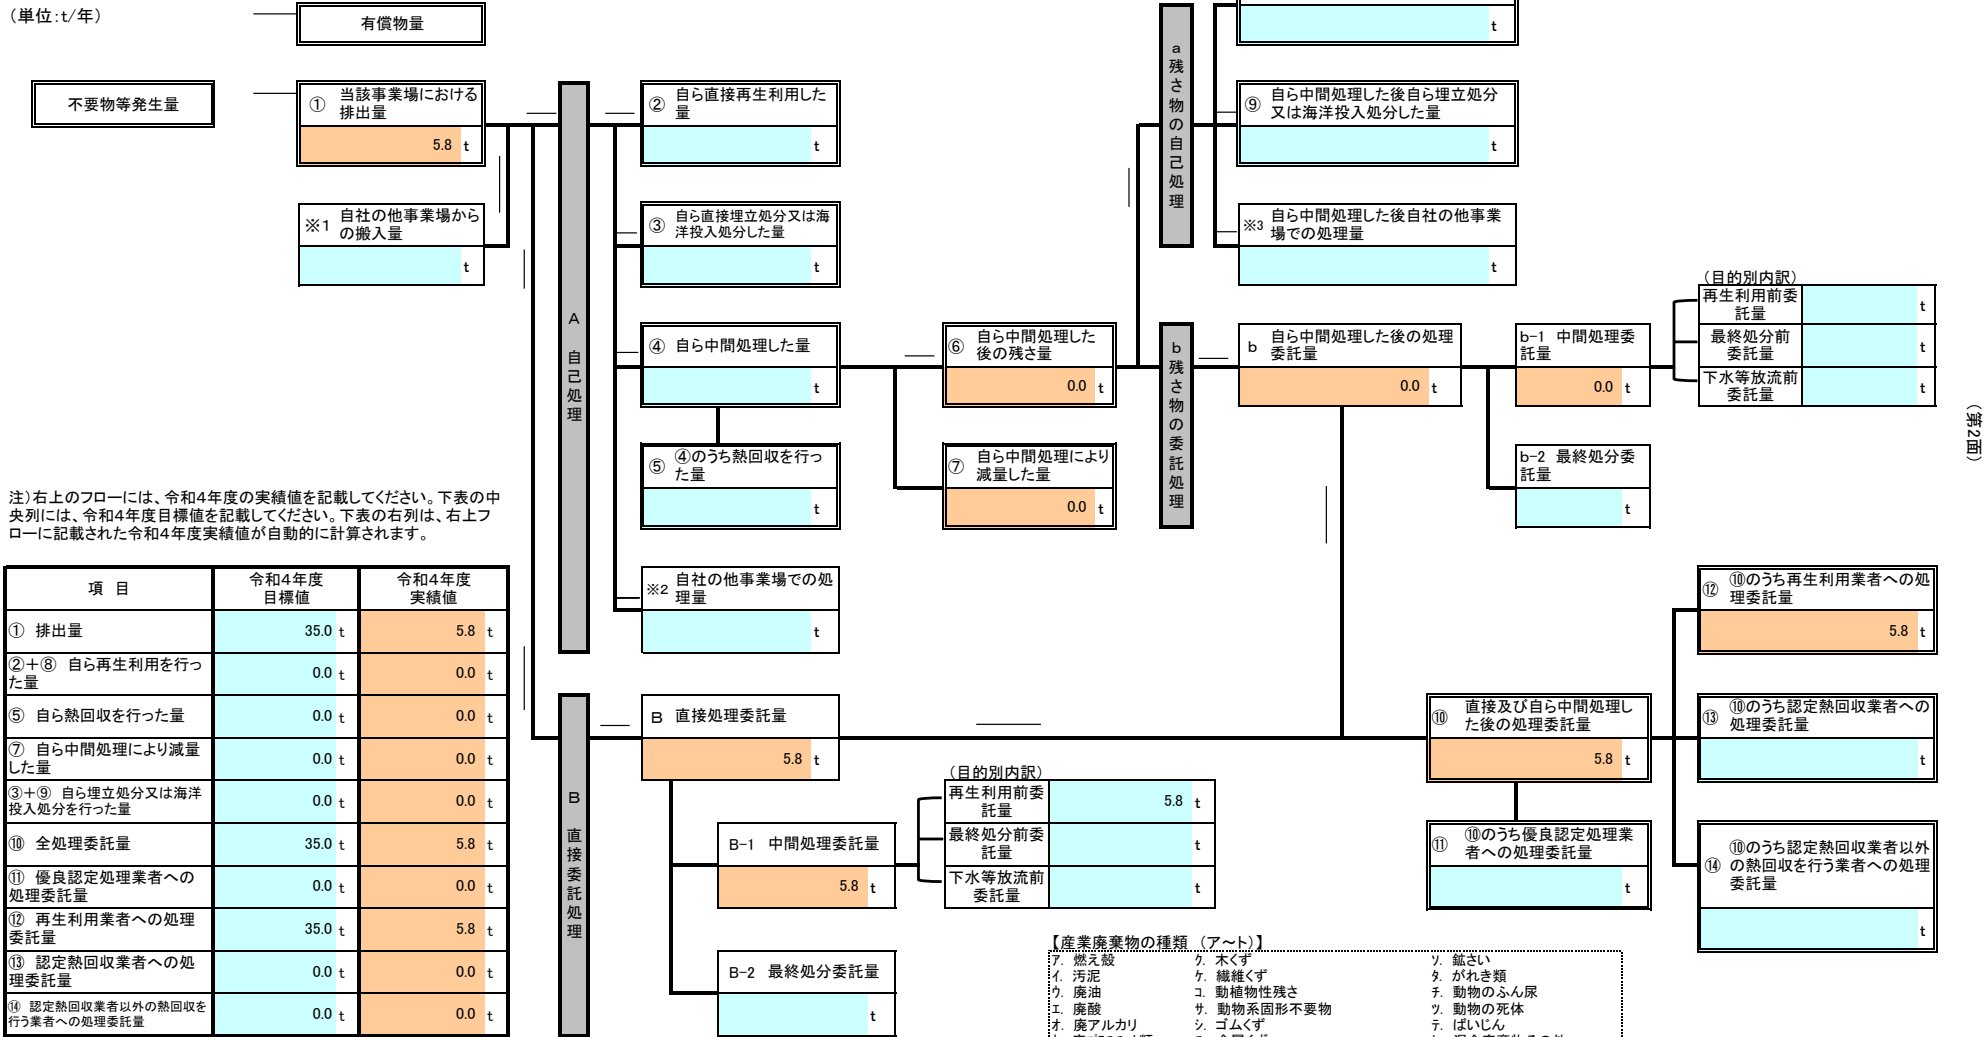 (単位:t/年)
有償物量
t
不要物等発生量
① 当該事業場における
排出量
5.8 t
※1 自社の他事業場から
の搬入量
t
A 自己処理
② 自ら直接再生利用した
量
t
③ 自ら直接埋立処分又は海
洋投入処分した量
t
④ 自ら中間処理した量
t
⑤ ④のうち熱回収を行っ
た量
t
※2 自社の他事業場での処
理量
t
⑥ 自ら中間処理した
後の残さ量
0.0 t
⑦ 自ら中間処理により
減量した量
0.0 t
a 残さ物の自己処理
⑨ 自ら中間処理した後自ら埋立処分
又は海洋投入処分した量
t
※3 自ら中間処理した後自社の他事業
場での処理量
t
b 残さ物の委託処理
b 自ら中間処理した後の処理
委託量
0.0 t
b-1 中間処理委
託量
0.0 t
b-2 最終処分委
託量
t
(目的別内訳)
再生利用前委
託量
t
最終処分前
委託量
t
下水等放流前
委託量
t
(第2面)
注)右上のフローには、令和4年度の実績値を記載してください。下表の中
央列には、令和4年度目標値を記載してください。下表の右列は、右上フ
ローに記載された令和4年度実績値が自動的に計算されます。
項 目 令和4年度 目標値 令和4年度 実績値
① 排出量 35.0 t 5.8 t
②+⑧ 自ら再生利用を行っ
た量 0.0 t 0.0 t
⑤ 自ら熱回収を行った量 0.0 t 0.0 t
⑦ 自ら中間処理により減量
した量 0.0 t 0.0 t
③+⑨ 自ら埋立処分又は海洋
投入処分を行った量 0.0 t 0.0 t
⑩ 全処理委託量 35.0 t 5.8 t
⑪ 優良認定処理業者への
処理委託量 0.0 t 0.0 t
⑫ 再生利用業者への処理
委託量 35.0 t 5.8 t
⑬ 認定熱回収業者への処
理委託量 0.0 t 0.0 t
⑭ 認定熱回収業者以外の熱回収を
行う業者への処理委託量 0.0 t 0.0 t
B 直接委託処理
B 直接処理委託量
5.8 t
B-1 中間処理委託量
5.8 t
B-2 最終処分委託量
t
(目的別内訳)
再生利用前委
託量
5.8 t
最終処分前委
託量
t
下水等放流前
委託量
t
⑩ 直接及び自ら中間処理し
た後の処理委託量
5.8 t
⑪ ⑩のうち優良認定処理業
者への処理委託量
t
⑫ ⑩のうち再生利用業者への処
理委託量
5.8 t
⑬ ⑩のうち認定熱回収業者への
処理委託量
t
⑭ ⑩のうち認定熱回収業者以外
の熱回収を行う業者への処理
委託量
t
【産業廃棄物の種類 (ア~ト)】
ア. 燃え殻 ク. 木くず ソ. 鉱さい
イ. 汚泥 ケ. 繊維くず タ. がれき類
ウ. 廃油 コ. 動植物性残さ チ. 動物のふん尿
エ. 廃酸 サ. 動物系固形不要物 ツ. 動物の死体
オ. 廃アルカリ シ. ゴムくず テ. ばいじん